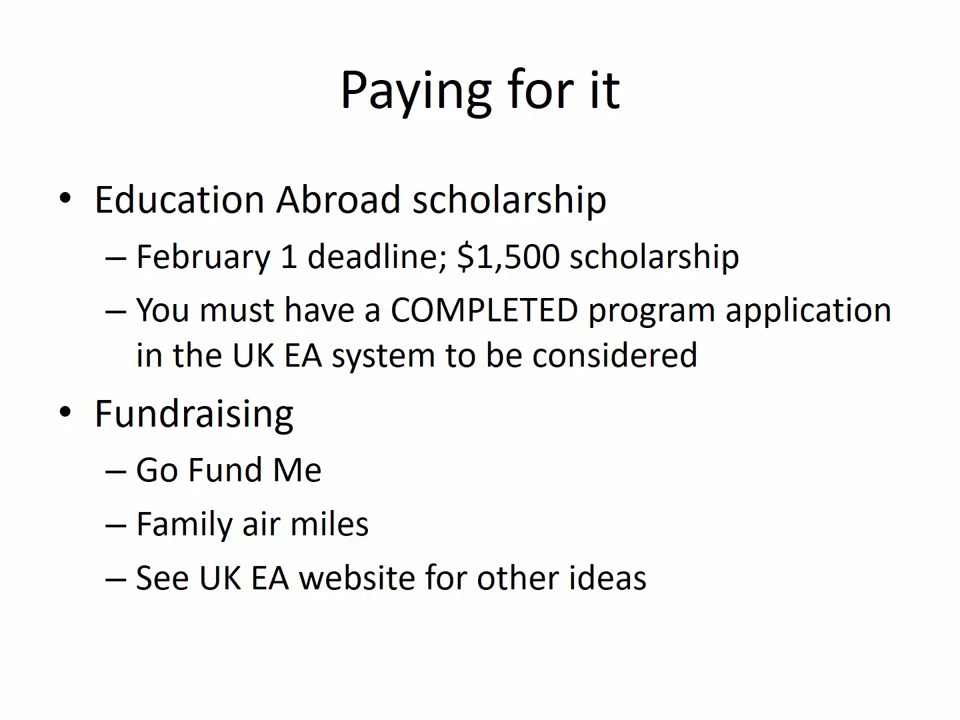 Paying for it
• Education Abroad scholarship
– February 1 deadline; $1,500 scholarship
– You must have a COMPLETED program application
in the UK EA system to be considered
• Fundraising
– Go Fund Me
– Family air miles
– See UK EA website for other ideas